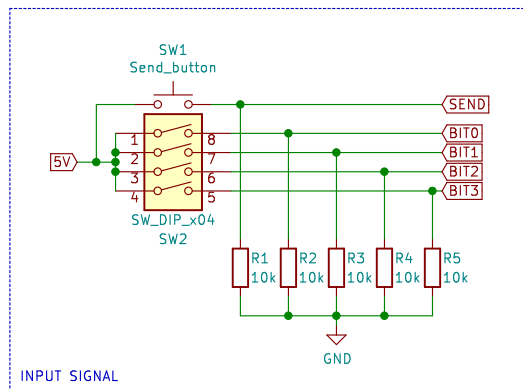 SW1
Send_button
SEND
1 8 BIT0
2 7 BIT1
5V
3 6 BIT2
4 5 BIT3
SW_DIP_x04
SW2
R1 R2 R3 R4 R5
10k 10k 10k 10k 10k
GND
INPUT SIGNAL